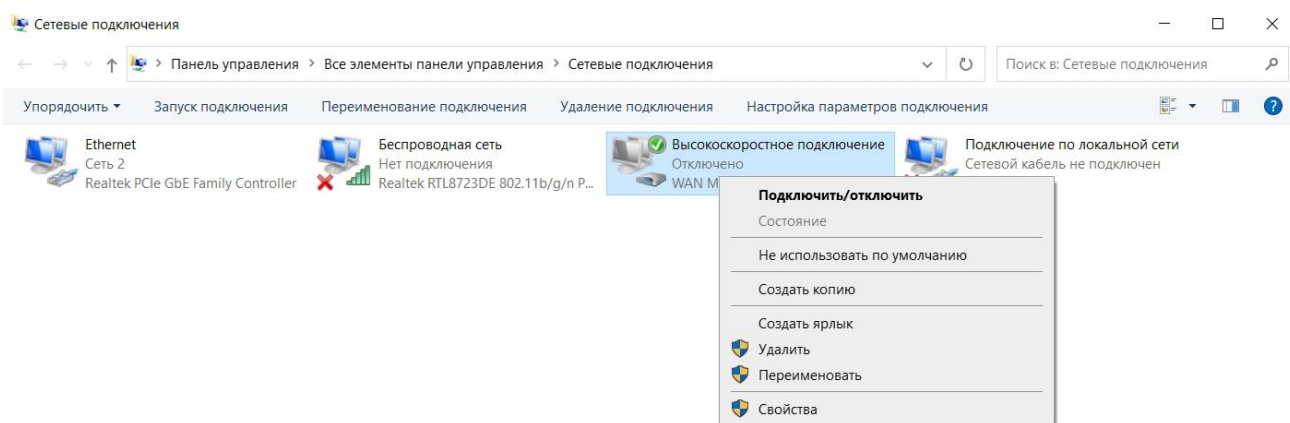 Сетевые подключения
Панель управления > Все элементы панели управления > Сетевые подключения
Поиск в: Сетевые подключения
Упорядочить Запуск подключения Переименование подключения Удаление подключения Настройка параметров подключения
Ethernet
Сеть 2
Realtek PCIe GbE Family Controller
Беспроводная сеть
Нет подключения
Realtek RTL8723DE 802.11b/g/n P...
Высокоскоростное подключение
Отключено
WAN M
Подключение по локальной сети
Сетевой кабель не подключен
Подключить/отключить
Состояние
Не использовать по умолчанию
Создать копию
Создать ярлык
Удалить
Переименовать
Свойства